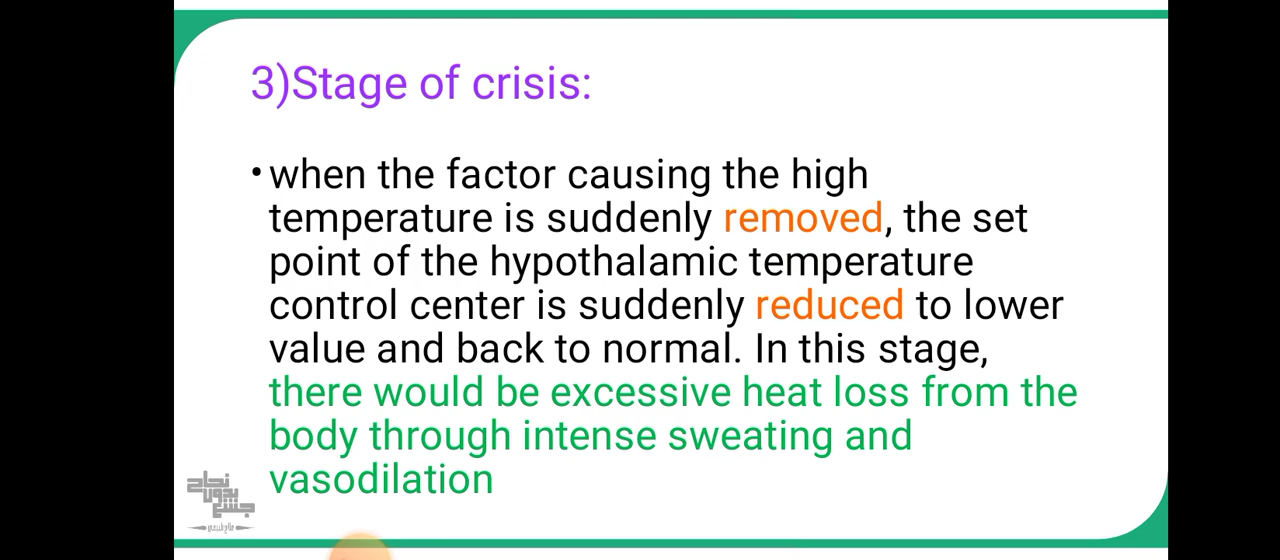 3)Stage of crisis:
• when the factor causing the high
temperature is suddenly removed, the set
point of the hypothalamic temperature
control center is suddenly reduced to lower
value and back to normal. In this stage,
there would be excessive heat loss from the
body through intense sweating and
vasodilation
نجاح
بدون